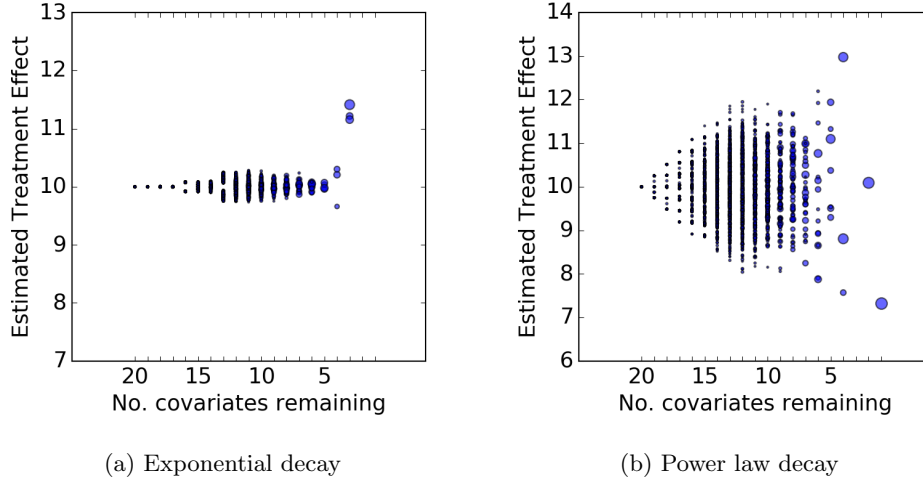 13
12
11
10
9
8
7
Estimated Treatment Effect
20 15 10 5
No. covariates remaining
(a) Exponential decay
14
13
12
11
10
9
8
7
6
Estimated Treatment Effect
20 15 10 5
No. covariates remaining
(b) Power law decay